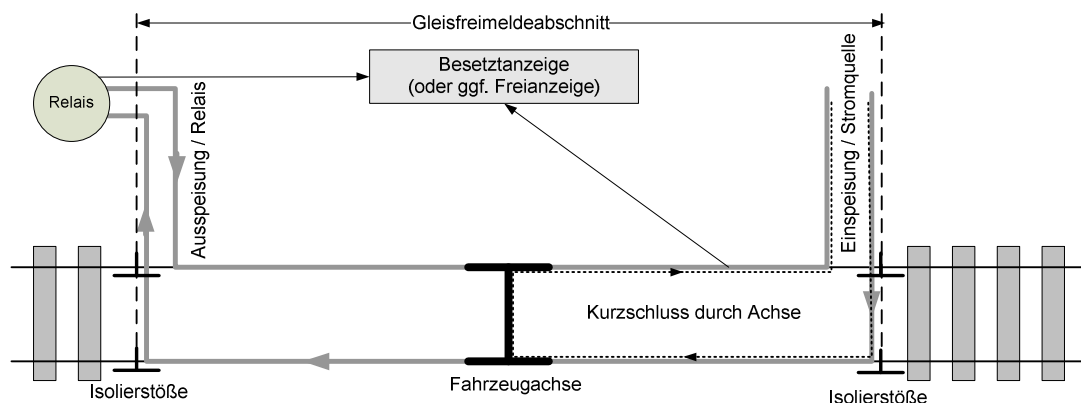 Gleisfreimeldeabschnitt
Besetztanzeige
(oder ggf. Freianzeige)
Relais
Ausspeisung / Relais
Einspeisung / Stromquelle
Kurzschluss durch Achse
Isolierstöße
Fahrzeugachse
Isolierstöße